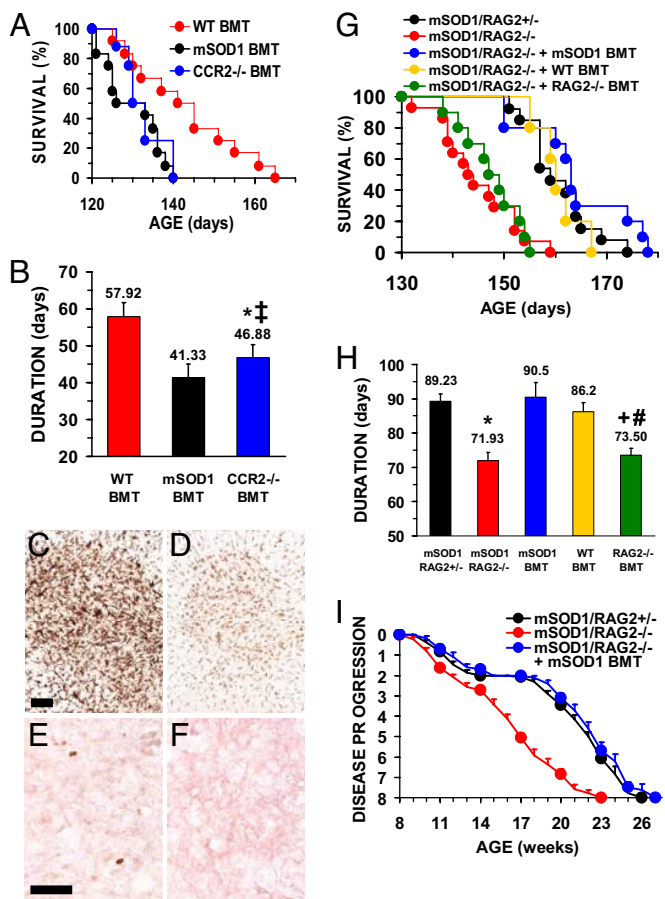 A
WT BMT
mSOD1 BMT
CCR2-/- BMT
SURVIVAL (%)
100
80
60
40
20
0
120 140 160
AGE (days)
B
DURATION (days)
70
60
50
40
30
20
57.92
41.33
*‡
46.88
WT BMT
mSOD1 BMT
CCR2-/- BMT
C
D
E
F
G
mSOD1/RAG2+/-
mSOD1/RAG2-/-
mSOD1/RAG2-/- + mSOD1 BMT
mSOD1/RAG2-/- + WT BMT
mSOD1/RAG2-/- + RAG2-/- BMT
SURVIVAL (%)
100
80
60
40
20
0
130 150 170
AGE (days)
H
DURATION (days)
100
90
80
70
60
50
89.23
*
71.93
90.5
86.2
+#
73.50
mSOD1 RAG2+/-
mSOD1 RAG2-/-
mSOD1 BMT
WT BMT
RAG2-/- BMT
I
mSOD1/RAG2+/-
mSOD1/RAG2-/-
mSOD1/RAG2-/-
+ mSOD1 BMT
DISEASE PR OGRESSION
0
1
2
3
4
5
6
7
8
8 11 14 17 20 23 26
AGE (weeks)